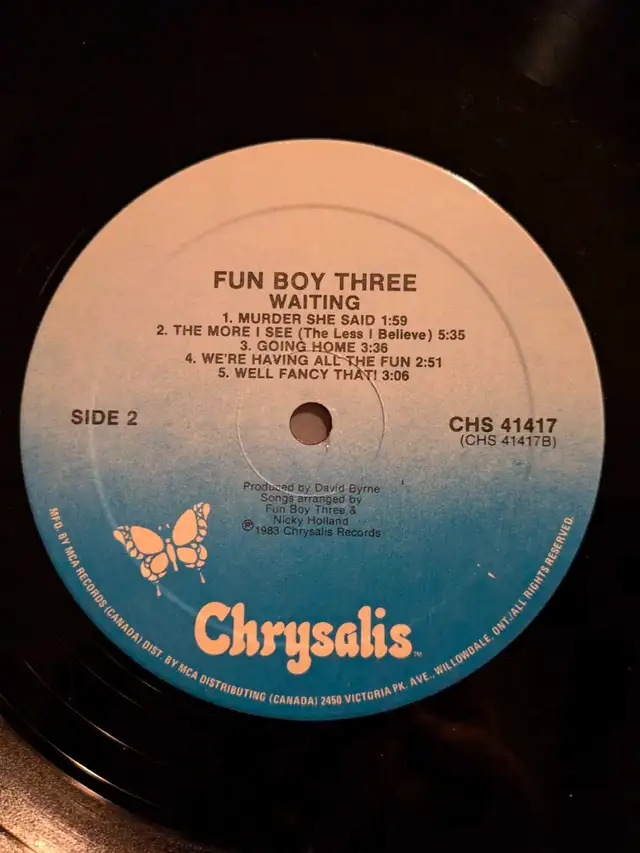 FUN BOY THREE
WAITING
1. MURDER SHE SAID 1:59
2. THE MORE I SEE (The Less I Believe) 5:35
3. GOING HOME 3:36
4. WE'RE HAVING ALL THE FUN 2:51
5. WELL FANCY THAT! 3:06
SIDE 2
CHS 41417
(CHS 41417B)
Produced by David Byrne
Songs arranged by
Fun Boy Three &
Nicky Holland
℗1983 Chrysalis Records
Chrysalis™
MFD. BY MCA RECORDS (CANADA) DIST. BY MCA DISTRIBUTING (CANADA) 2450 VICTORIA PK. AVE., WILLOWDALE, ONT./ALL RIGHTS RESERVED.